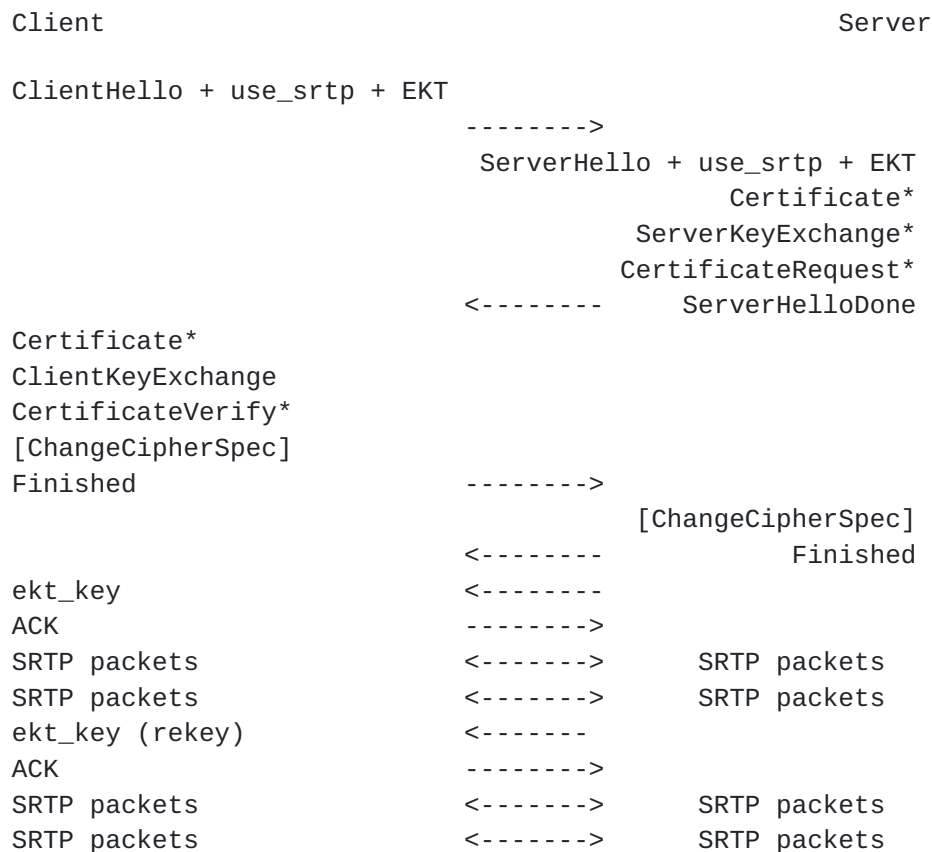 Client                                               Server

ClientHello + use_srtp + EKT
                             -------->
                              ServerHello + use_srtp + EKT
                                              Certificate*
                                        ServerKeyExchange*
                                       CertificateRequest*
                             <--------     ServerHelloDone
Certificate*
ClientKeyExchange
CertificateVerify*
[ChangeCipherSpec]
Finished                     -------->
                                        [ChangeCipherSpec]
                             <--------            Finished
ekt_key                      <--------
ACK                          -------->
SRTP packets                 <------->      SRTP packets
SRTP packets                 <------->      SRTP packets
ekt_key (rekey)              <-------
ACK                          -------->
SRTP packets                 <------->      SRTP packets
SRTP packets                 <------->      SRTP packets